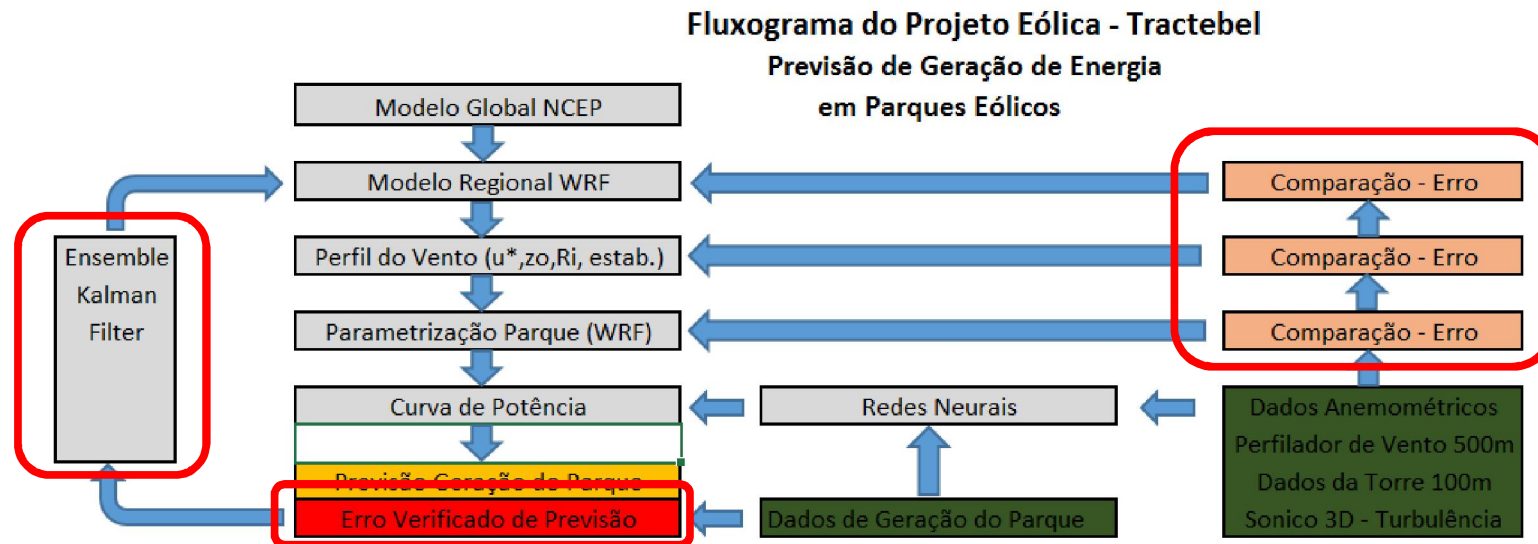 Fluxograma do Projeto Eólica - Tractebel
Previsão de Geração de Energia
em Parques Eólicos
Modelo Global NCEP
Modelo Regional WRF
Comparação - Erro
Ensemble
Kalman
Filter
Perfil do Vento (u*,zo,Ri, estab.)
Comparação - Erro
Parametrização Parque (WRF)
Comparação - Erro
Curva de Potência
Redes Neurais
Dados Anemométricos
Perfilador de Vento 500m
Dados da Torre 100m
Sonico 3D - Turbulência
Previsão Geração do Parque
Erro Verificado de Previsão
Dados de Geração do Parque